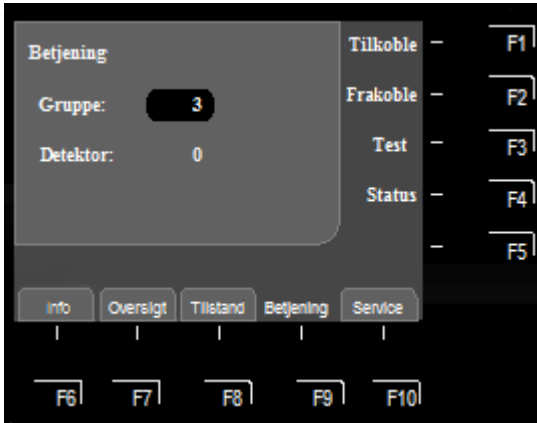 Betjening
Gruppe: 3
Detektor: 0
Tilkoble – F1
Frakoble – F2
Test – F3
Status – F4
– F5
Info Oversigt Tilstand Betjening Service
F6 F7 F8 F9 F10